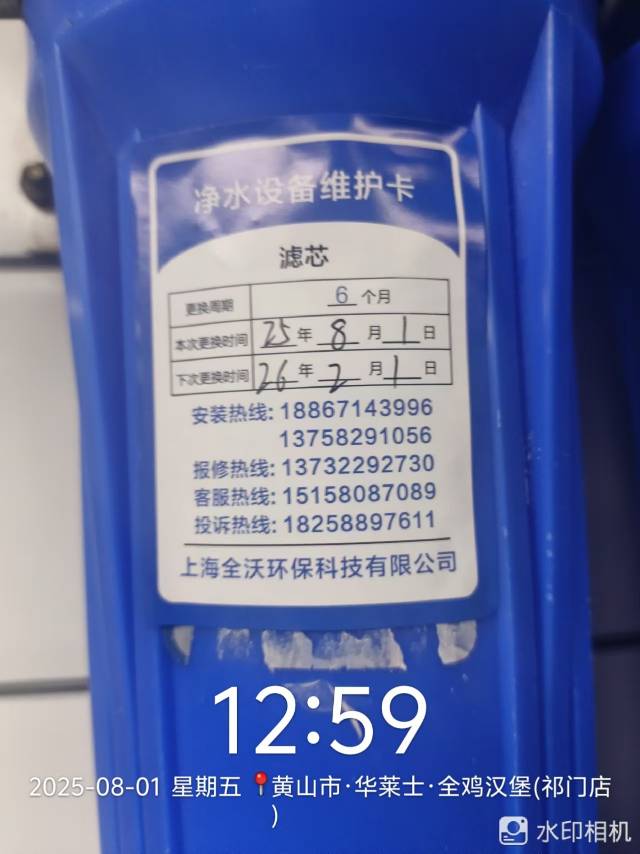 净水设备维护卡
滤芯
更换周期 6 个月
本次更换时间 25 年 8 月 1 日
下次更换时间 26 年 2 月 1 日
安装热线: 18867143996
13758291056
报修热线: 13732292730
客服热线: 15158087089
投诉热线: 18258897611
上海全沃环保科技有限公司
12:59
2025-08-01 星期五 📍黄山市·华莱士·全鸡汉堡(祁门店
)
水印相机